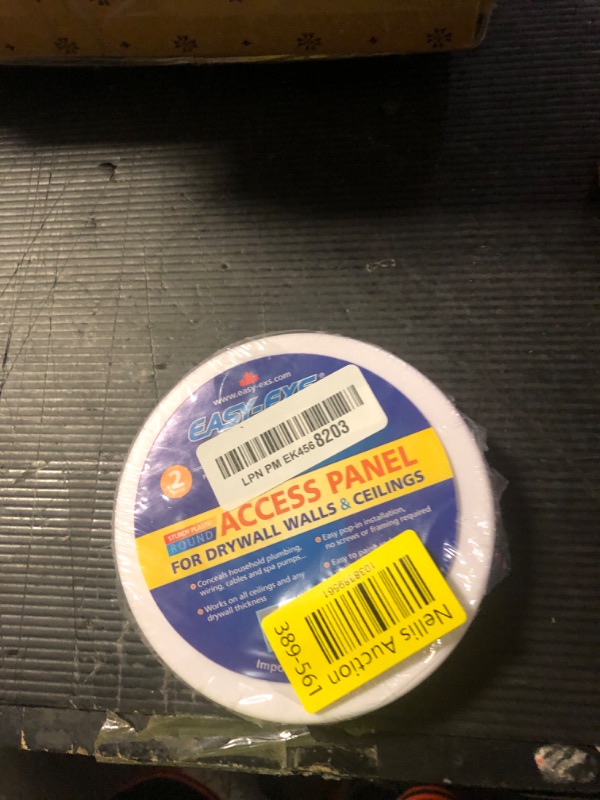 www.easy-exs.com
EASY-EXS®
LPN PM EK456 8203
2
STURDY PLASTIC
ROUND
ACCESS PANEL
FOR DRYWALL WALLS & CEILINGS
Conceals household plumbing,
wiring, cables and spa pumps...
Works on all ceilings and any
drywall thickness
Easy pop-in installation,
no screws or framing required
Easy to
Nellis Auction
1038199561
389-561